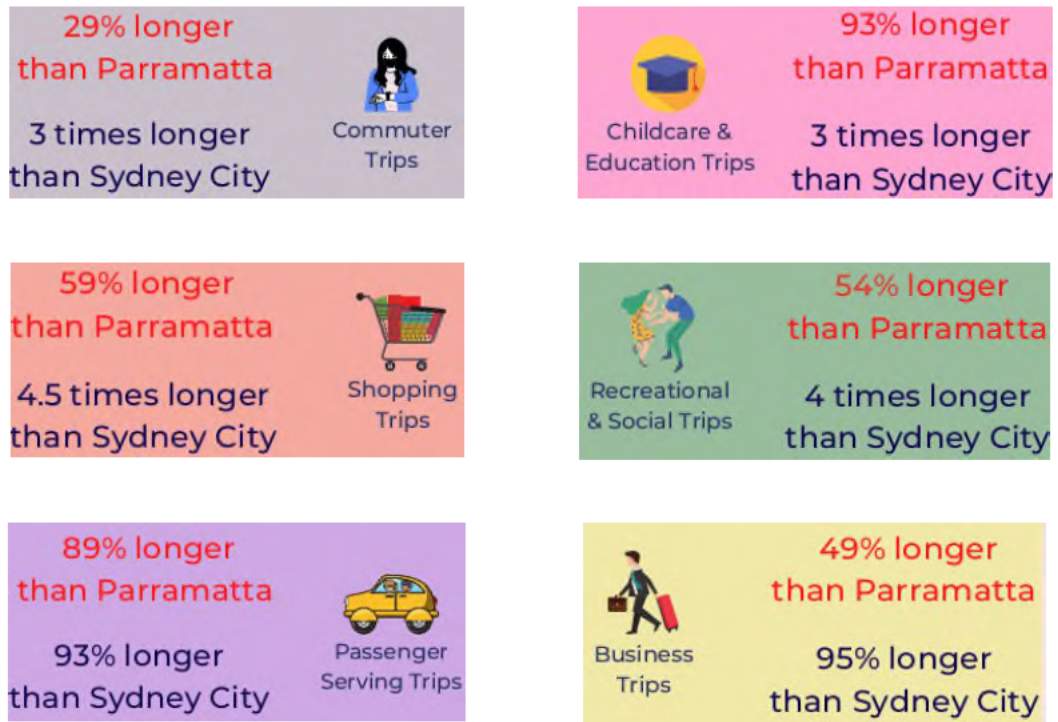 29% longer
than Parramatta
3 times longer
than Sydney City
Commuter
Trips
Childcare &
Education Trips
93% longer
than Parramatta
3 times longer
than Sydney City
59% longer
than Parramatta
4.5 times longer
than Sydney City
Shopping
Trips
Recreational
& Social Trips
54% longer
than Parramatta
4 times longer
than Sydney City
89% longer
than Parramatta
93% longer
than Sydney City
Passenger
Serving Trips
Business
Trips
49% longer
than Parramatta
95% longer
than Sydney City